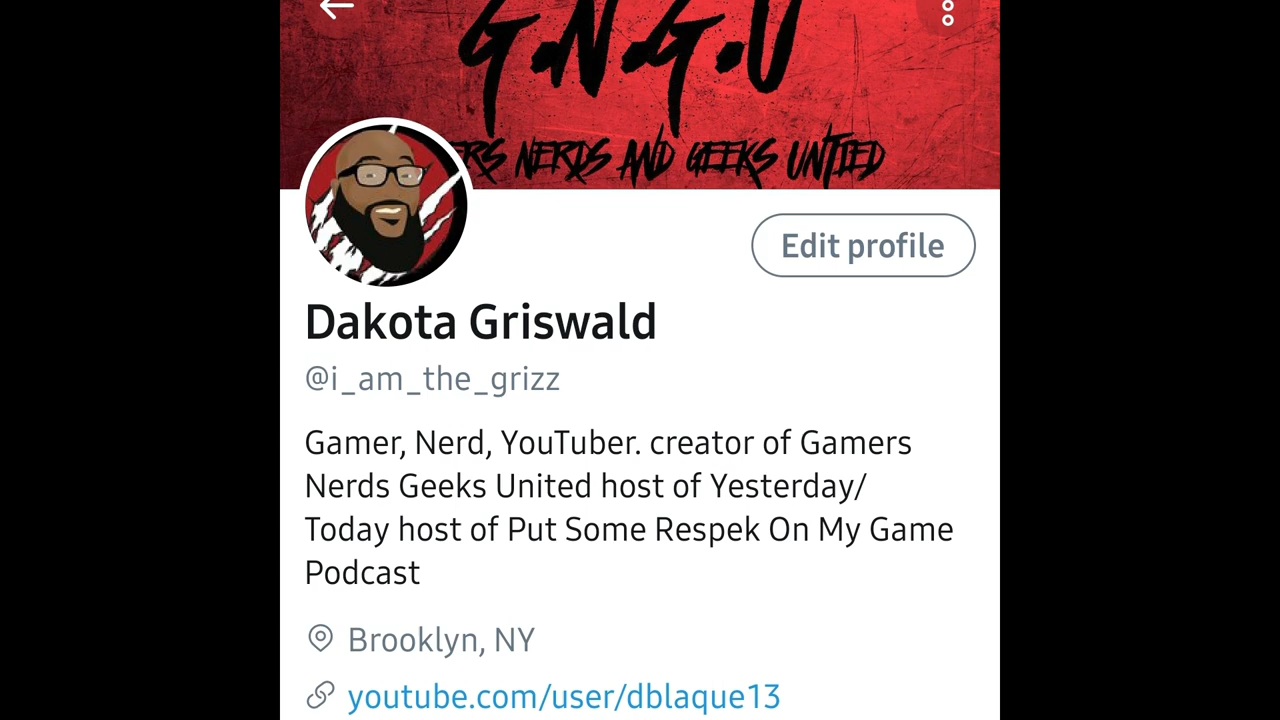 G.N.G.U
ERS NERDS AND GEEKS UNTIED
Edit profile
Dakota Griswald
@i_am_the_grizz
Gamer, Nerd, YouTuber. creator of Gamers
Nerds Geeks United host of Yesterday/
Today host of Put Some Respek On My Game
Podcast
Brooklyn, NY
youtube.com/user/dblaque13